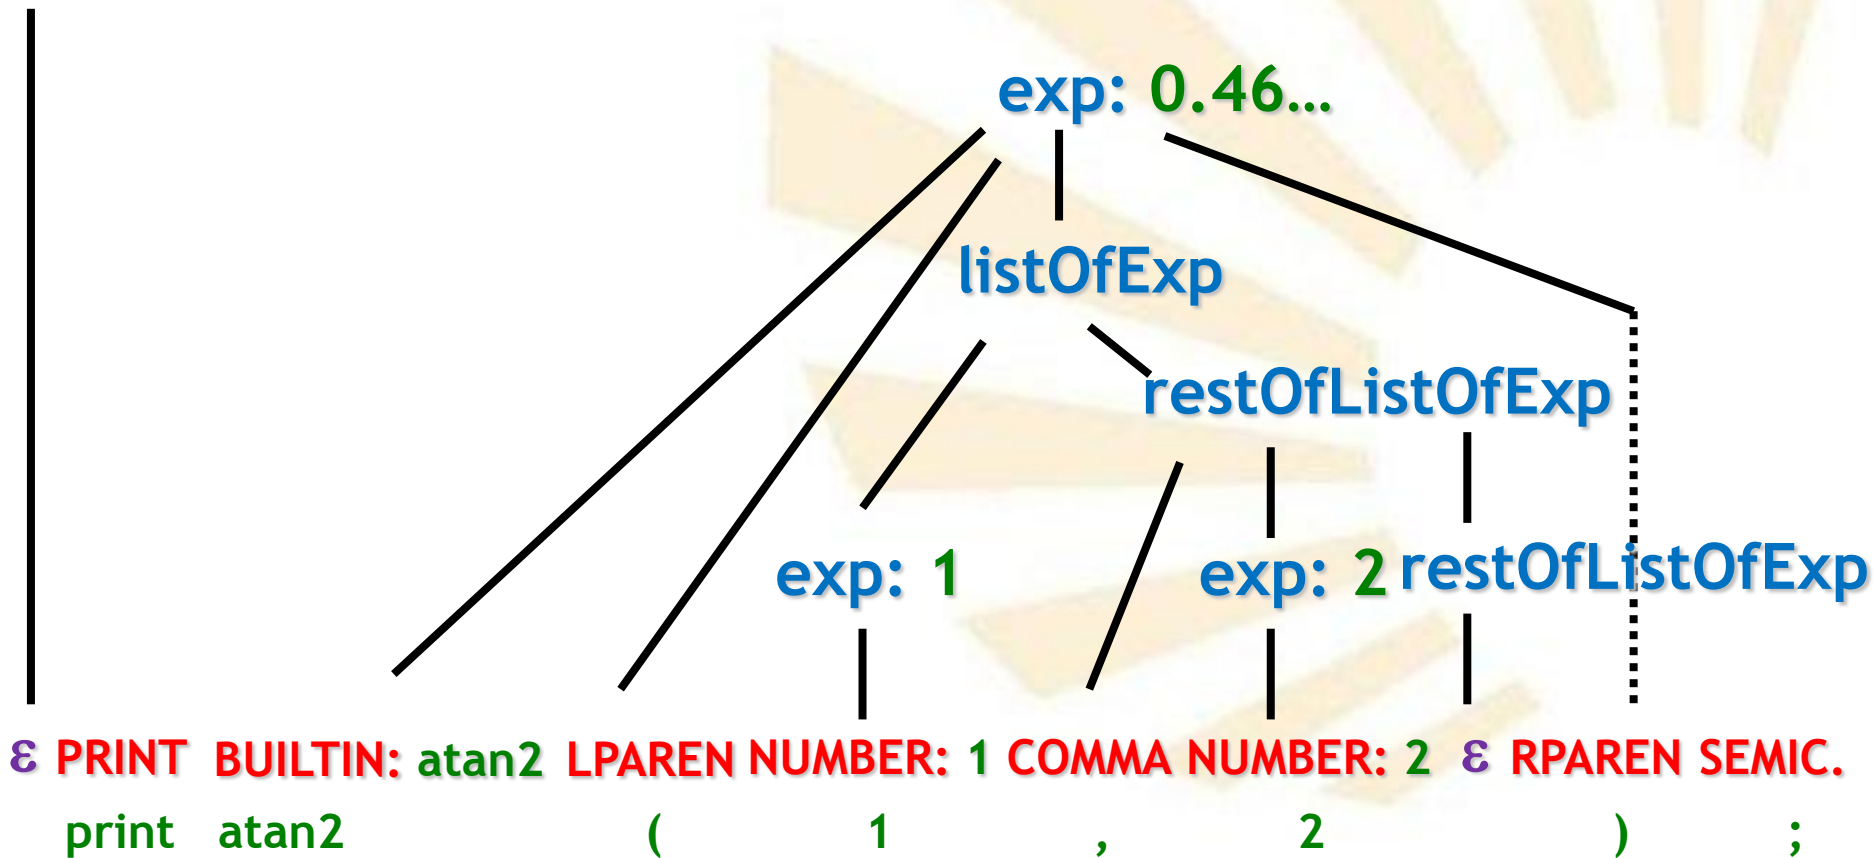 exp: 0.46...
listOfExp
restOfListOfExp
exp: 1 exp: 2 restOfListOfExp
ε PRINT BUILTIN: atan2 LPAREN NUMBER: 1 COMMA NUMBER: 2 ε RPAREN SEMIC.
print atan2 ( 1 , 2 ) ;